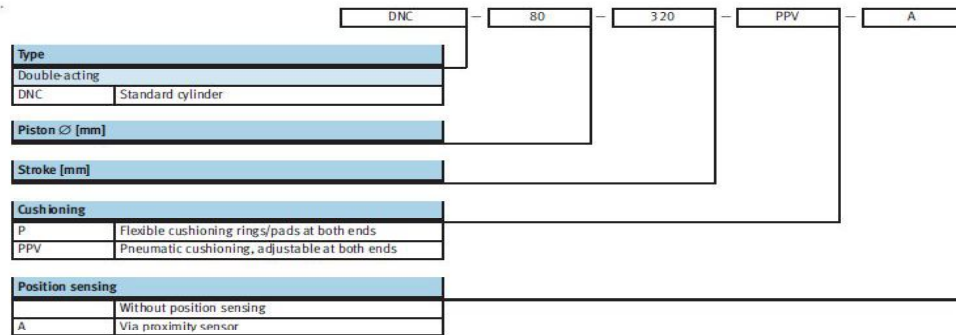 DNC – 80 – 320 – PPV – A
Type
Double-acting
DNC Standard cylinder
Piston ∅ [mm]
Stroke [mm]
Cushioning
P Flexible cushioning rings/pads at both ends
PPV Pneumatic cushioning, adjustable at both ends
Position sensing
Without position sensing
A Via proximity sensor